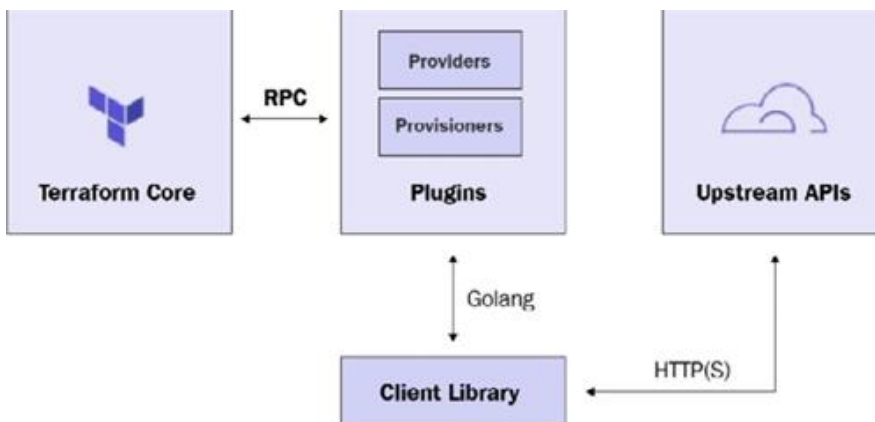 Providers
RPC
Provisioners
Terraform Core
Plugins
Upstream APIs
Golang
HTTP(S)
Client Library